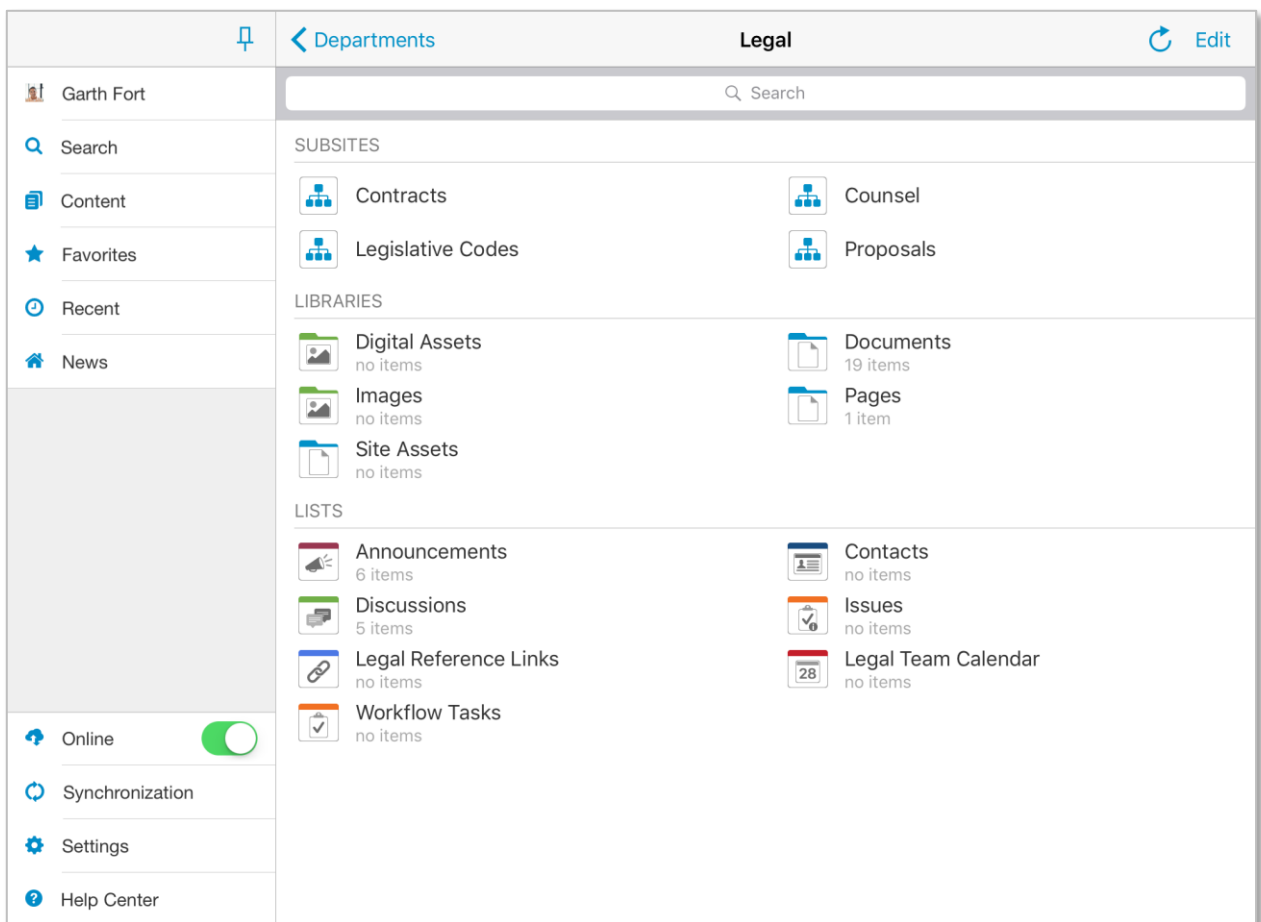 Departments
Legal
Edit
Garth Fort
Search
Content
Favorites
Recent
News
Online
Synchronization
Settings
Help Center
Search
SUBSITES
Contracts
Counsel
Legislative Codes
Proposals
LIBRARIES
Digital Assets
no items
Documents
19 items
Images
no items
Pages
1 item
Site Assets
no items
LISTS
Announcements
6 items
Contacts
no items
Discussions
5 items
Issues
no items
Legal Reference Links
no items
28
Legal Team Calendar
no items
Workflow Tasks
no items